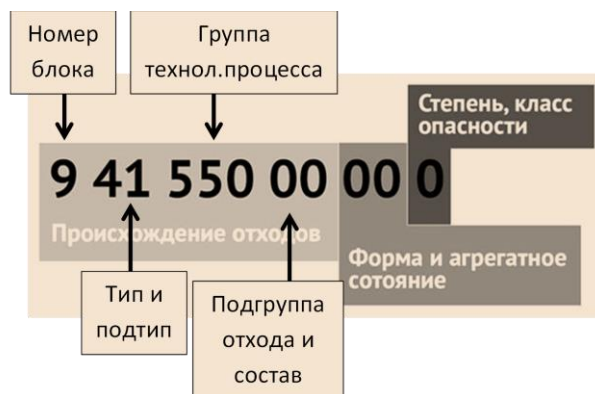 Номер
блока
Группа
технол.процесса
Степень, класс
опасности
9 41 550 00 00 0
Происхождение отходов
Форма и агрегатное
сотояние
Тип и
подтип
Подгруппа
отхода и
состав